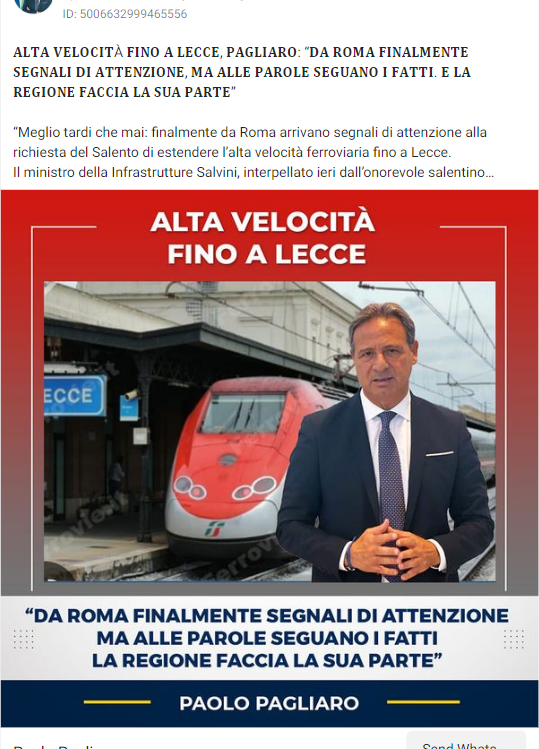 ID: 5006632999465556
ALTA VELOCITÀ FINO A LECCE, PAGLIARO: “DA ROMA FINALMENTE
SEGNALI DI ATTENZIONE, MA ALLE PAROLE SEGUANO I FATTI. E LA
REGIONE FACCIA LA SUA PARTE”
“Meglio tardi che mai: finalmente da Roma arrivano segnali di attenzione alla
richiesta del Salento di estendere l’alta velocità ferroviaria fino a Lecce.
Il ministro della Infrastrutture Salvini, interpellato ieri dall’onorevole salentino...
ALTA VELOCITÀ
FINO A LECCE
ECCE
“DA ROMA FINALMENTE SEGNALI DI ATTENZIONE
MA ALLE PAROLE SEGUANO I FATTI
LA REGIONE FACCIA LA SUA PARTE”
PAOLO PAGLIARO